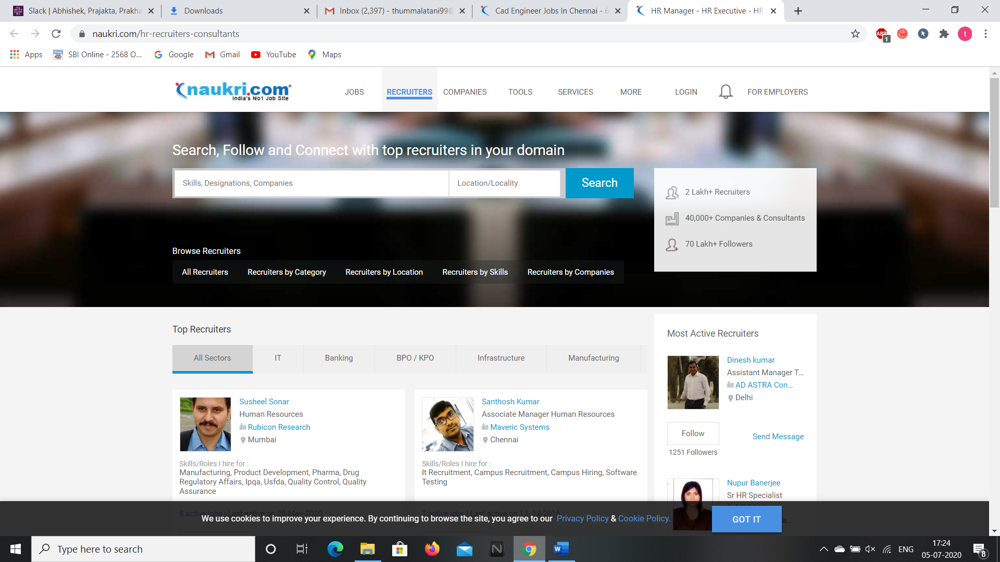 Slack | Abhishek, Prajakta, Prakha
Downloads
Inbox (2,397) - thummalatani99@
Cad Engineer Jobs In Chennai - 6
HR Manager - HR Executive - HR
naukri.com/hr-recruiters-consultants
ABP
1
t
Apps
SBI Online - 2568 O...
Google
Gmail
YouTube
Maps
naukri.com
India's No1 Job Site
JOBS
RECRUITERS
COMPANIES
TOOLS
SERVICES
MORE
LOGIN
FOR EMPLOYERS
Search, Follow and Connect with top recruiters in your domain
Skills, Designations, Companies
Location/Locality
Search
2 Lakh+ Recruiters
40,000+ Companies & Consultants
70 Lakh+ Followers
Browse Recruiters
All Recruiters
Recruiters by Category
Recruiters by Location
Recruiters by Skills
Recruiters by Companies
Top Recruiters
All Sectors
IT
Banking
BPO / KPO
Infrastructure
Manufacturing
Susheel Sonar
Human Resources
Rubicon Research
Mumbai
Skills/Roles I hire for :
Manufacturing, Product Development, Pharma, Drug
Regulatory Affairs, Ipqa, Usfda, Quality Control, Quality
Assurance
8 active jobs | Last active on 28-May-2020
Santhosh Kumar
Associate Manager Human Resources
Maveric Systems
Chennai
Skills/Roles I hire for :
It Recruitment, Campus Recruitment, Campus Hiring, Software
Testing
1 active jobs | Last active on 12-Jul-2016
Most Active Recruiters
Dinesh kumar
Assistant Manager T...
AD ASTRA Con...
Delhi
Follow
Send Message
1251 Followers
Nupur Banerjee
Sr HR Specialist
We use cookies to improve your experience. By continuing to browse the site, you agree to our Privacy Policy & Cookie Policy.
GOT IT
Type here to search
ENG
17:24
05-07-2020
8